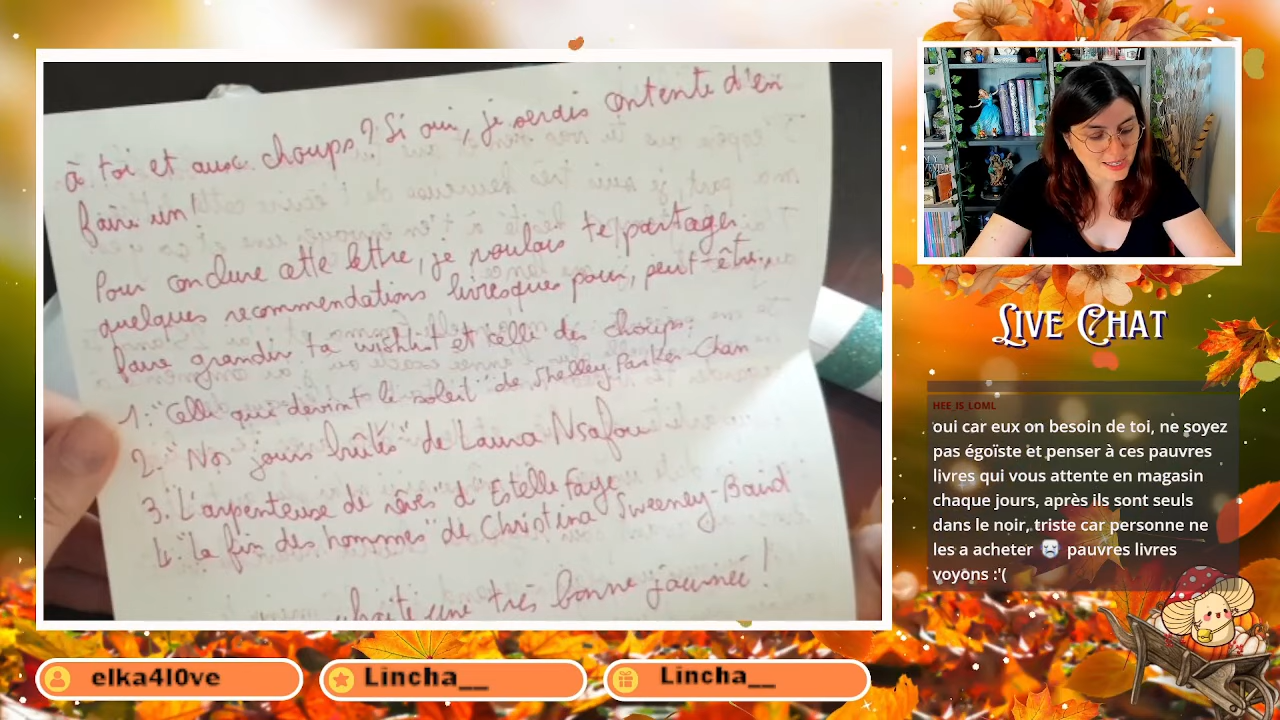 à toi et aux choups? Si oui, je serais contente d'en
faire un!
Pour conclure cette lettre, je voulais te partager
quelques recommendations livresques pour, peut-être,
faire grandir ta wishlist et celle des choups:
1. "Celle qui devint le soleil" de Shelley Parker-Chan
2. "Nos jours brûlés" de Laura Nsafou
3. "L'arpenteuse de rêves" d'Estelle Faye
4. "La fin des hommes" de Christina Sweeney-Baird
une très bonne journée!
LIVE CHAT
HEE_IS_LOML
oui car eux on besoin de toi, ne soyez
pas égoïste et penser à ces pauvres
livres qui vous attente en magasin
chaque jours, après ils sont seuls
dans le noir, triste car personne ne
les a acheter 😿 pauvres livres
voyons :'(
elka4l0ve
Lincha__
Lincha__